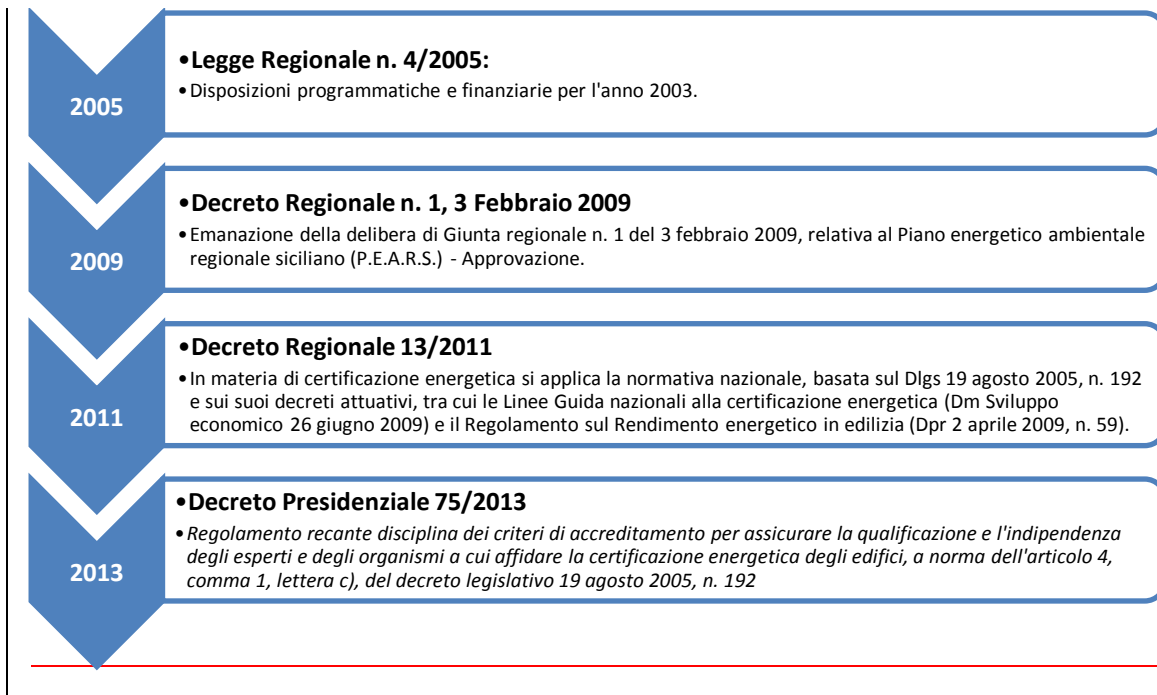 2005
•Legge Regionale n. 4/2005:
•Disposizioni programmatiche e finanziarie per l'anno 2003.
2009
•Decreto Regionale n. 1, 3 Febbraio 2009
•Emanazione della delibera di Giunta regionale n. 1 del 3 febbraio 2009, relativa al Piano energetico ambientale
regionale siciliano (P.E.A.R.S.) - Approvazione.
2011
•Decreto Regionale 13/2011
•In materia di certificazione energetica si applica la normativa nazionale, basata sul Dlgs 19 agosto 2005, n. 192
e sui suoi decreti attuativi, tra cui le Linee Guida nazionali alla certificazione energetica (Dm Sviluppo
economico 26 giugno 2009) e il Regolamento sul Rendimento energetico in edilizia (Dpr 2 aprile 2009, n. 59).
2013
•Decreto Presidenziale 75/2013
•Regolamento recante disciplina dei criteri di accreditamento per assicurare la qualificazione e l'indipendenza
degli esperti e degli organismi a cui affidare la certificazione energetica degli edifici, a norma dell'articolo 4,
comma 1, lettera c), del decreto legislativo 19 agosto 2005, n. 192